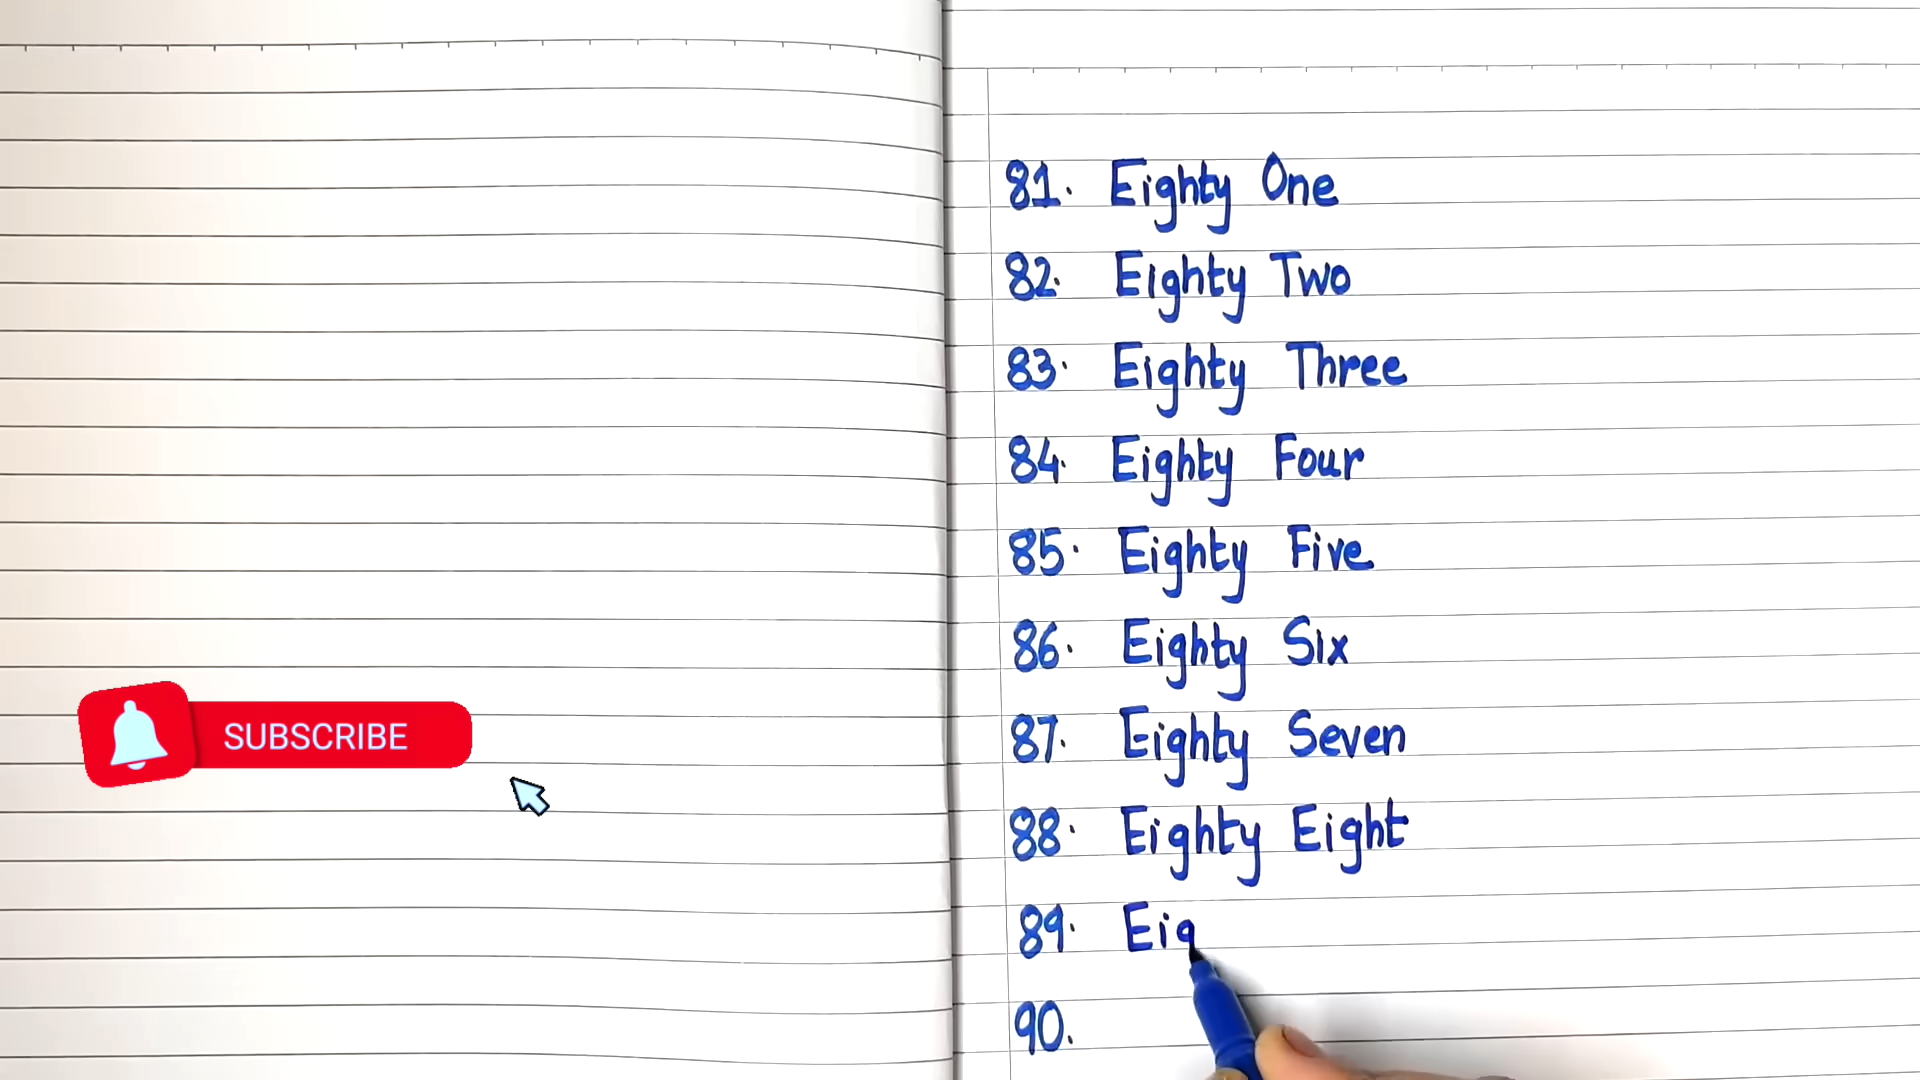 81. Eighty One
82. Eighty Two
83. Eighty Three
84. Eighty Four
85. Eighty Five
86. Eighty Six
87. Eighty Seven
88. Eighty Eight
89. Eig
90.
SUBSCRIBE